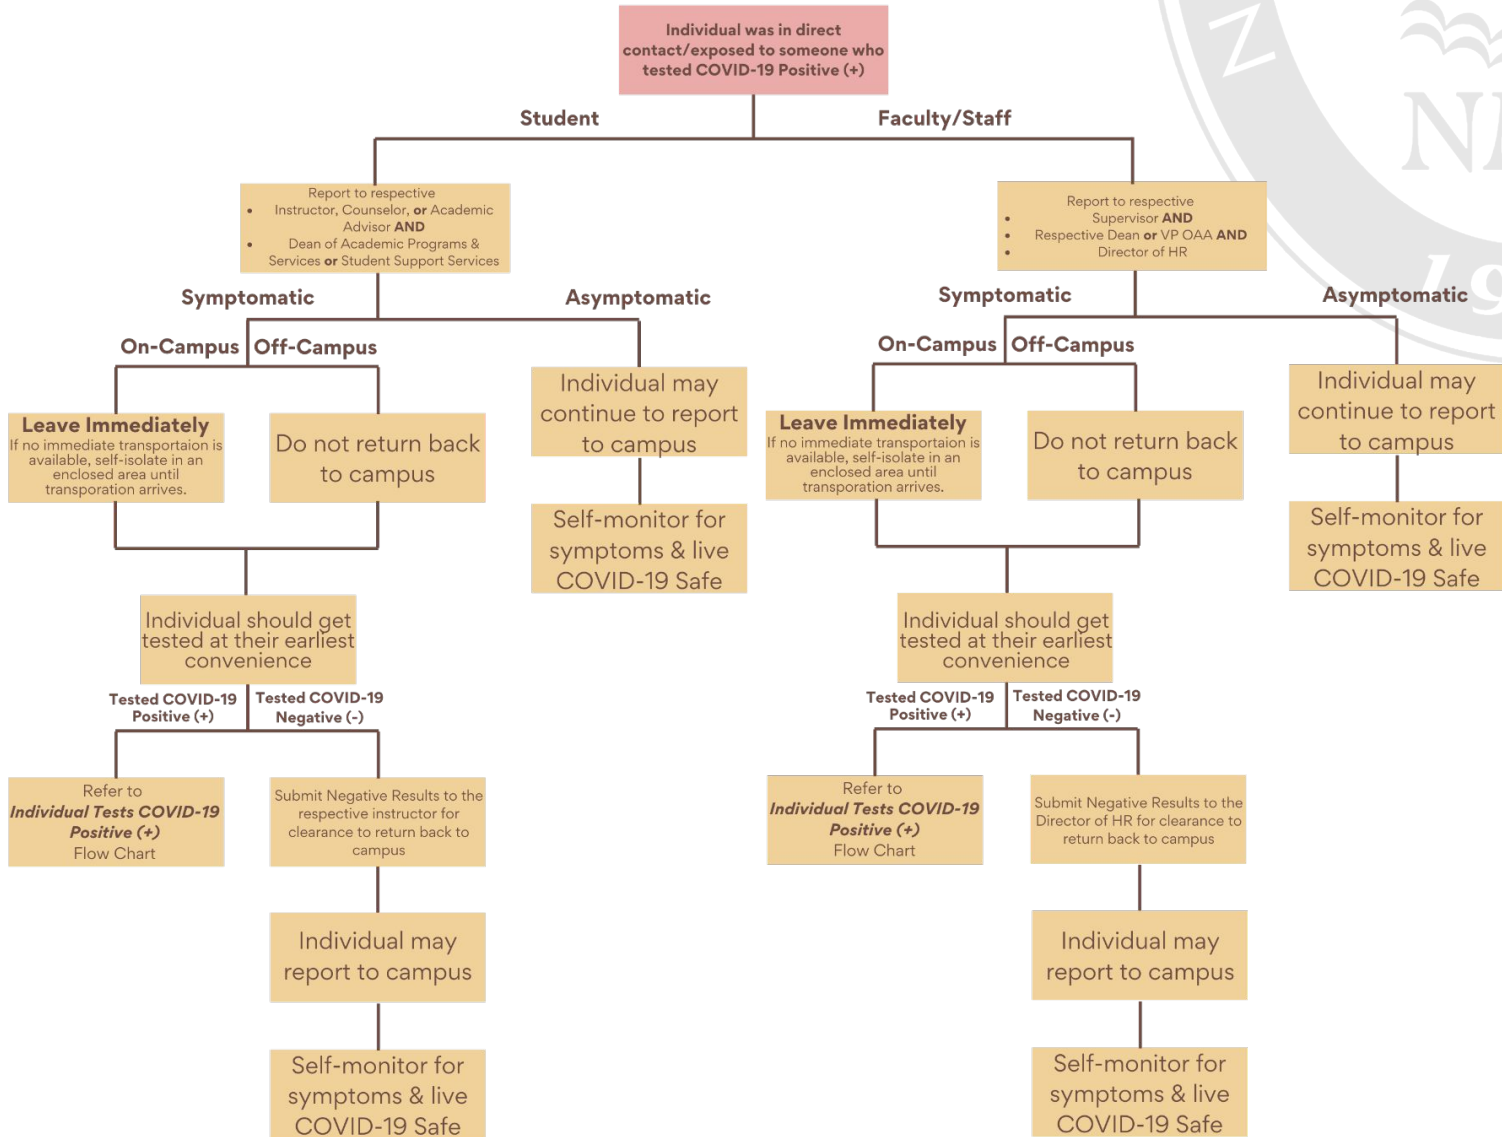 Individual was in direct
contact/exposed to someone who
tested COVID-19 Positive (+)
Student
Faculty/Staff
Report to respective
• Instructor, Counselor, or Academic
Advisor AND
• Dean of Academic Programs &
Services or Student Support Services
Symptomatic
Asymptomatic
On-Campus
Off-Campus
Leave Immediately
If no immediate transportaion is
available, self-isolate in an
enclosed area until
transporation arrives.
Do not return back
to campus
Individual may
continue to report
to campus
Self-monitor for
symptoms & live
COVID-19 Safe
Individual should get
tested at their earliest
convenience
Tested COVID-19
Positive (+)
Tested COVID-19
Negative (-)
Refer to
Individual Tests COVID-19
Positive (+)
Flow Chart
Submit Negative Results to the
respective instructor for
clearance to return back to
campus
Individual may
report to campus
Self-monitor for
symptoms & live
COVID-19 Safe
Report to respective
• Supervisor AND
• Respective Dean or VP OAA AND
• Director of HR
Symptomatic
Asymptomatic
On-Campus
Off-Campus
Leave Immediately
If no immediate transportaion is
available, self-isolate in an
enclosed area until
transporation arrives.
Do not return back
to campus
Individual may
continue to report
to campus
Self-monitor for
symptoms & live
COVID-19 Safe
Individual should get
tested at their earliest
convenience
Tested COVID-19
Positive (+)
Tested COVID-19
Negative (-)
Refer to
Individual Tests COVID-19
Positive (+)
Flow Chart
Submit Negative Results to the
Director of HR for clearance to
return back to campus
Individual may
report to campus
Self-monitor for
symptoms & live
COVID-19 Safe